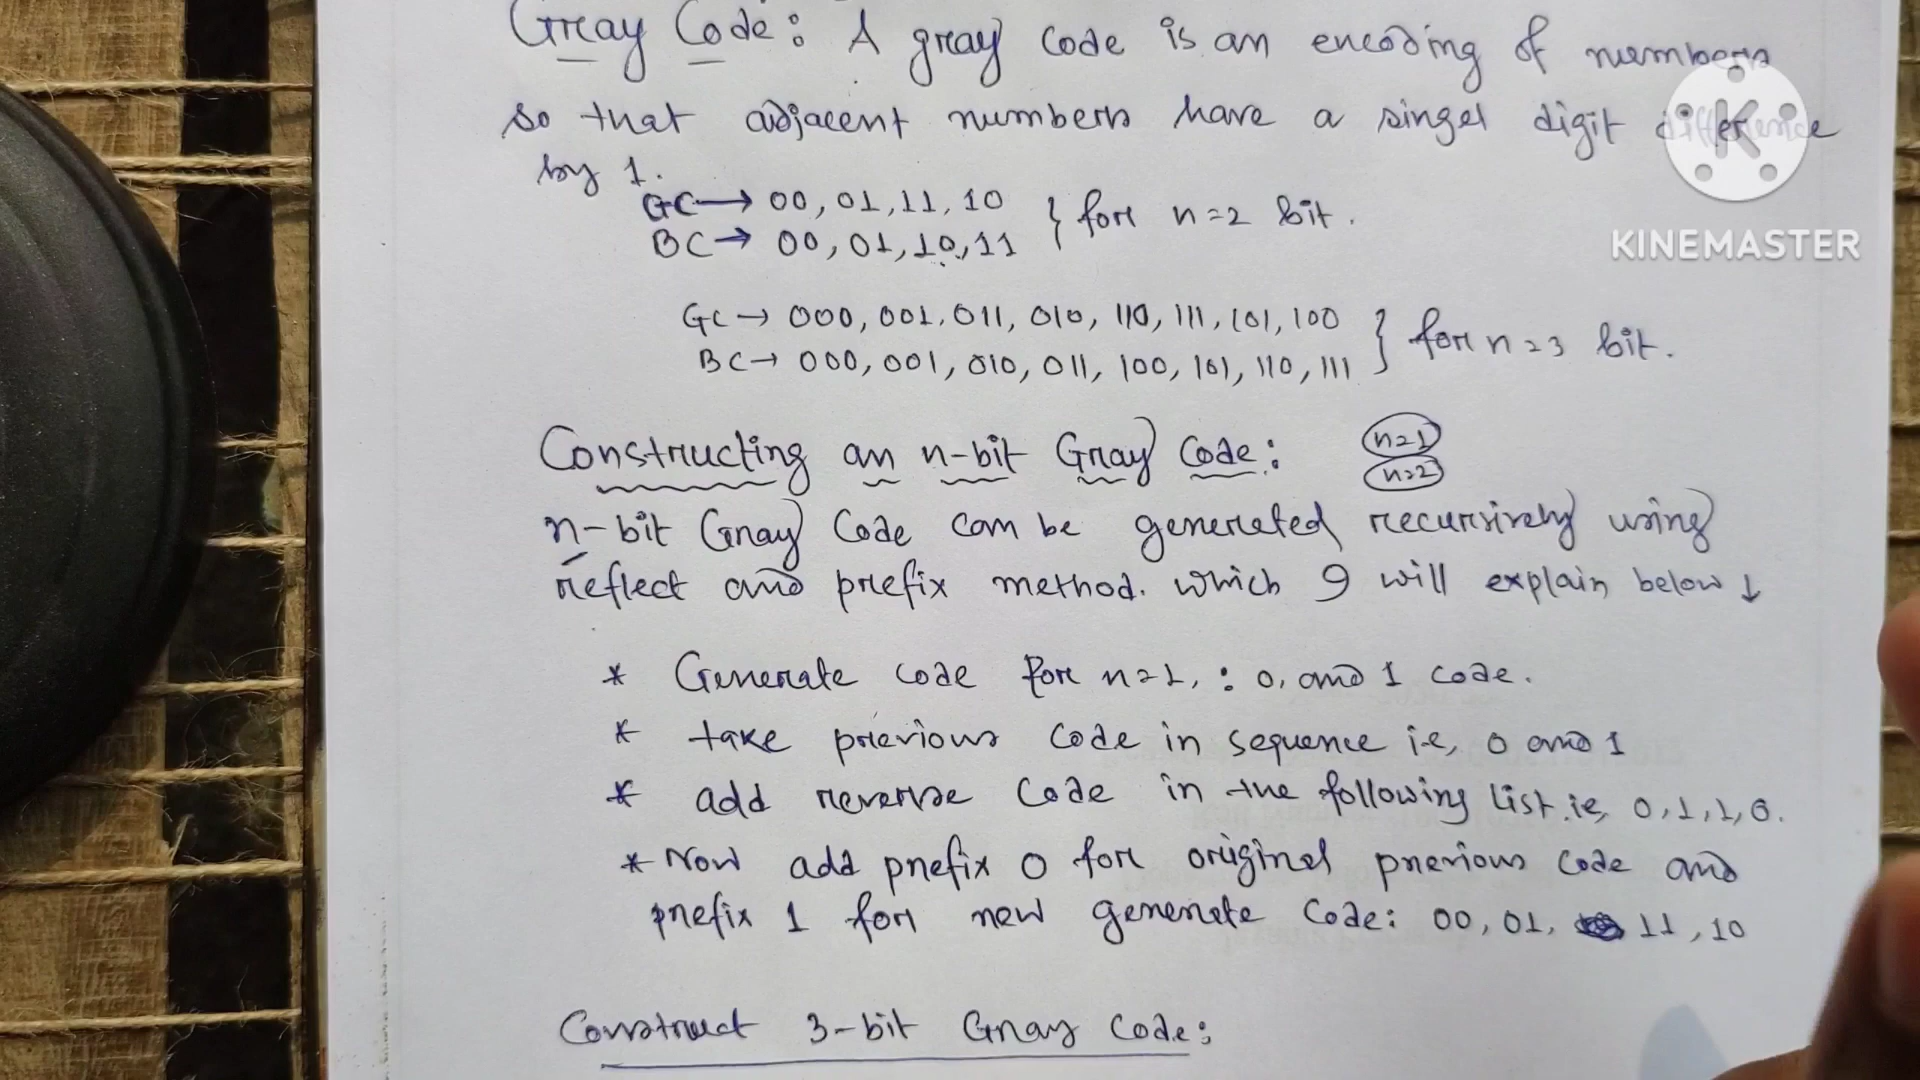 Gray Code: A gray code is an encoding of numbers
so that adjacent numbers have a singel digit difference
by 1.
GC→ 00, 01, 11, 10 } for n=2 bit.
BC→ 00, 01, 10, 11
GC→ 000, 001, 011, 010, 110, 111, 101, 100 } for n=3 bit.
BC→ 000, 001, 010, 011, 100, 101, 110, 111
Constructing an n-bit Gray Code: n=1
n=2
n-bit Gray Code can be generated recursively using
reflect and prefix method. which I will explain below ↓
* Generate code for n=1, : 0, and 1 code.
* take previous code in sequence i.e, 0 and 1
* add reverse code in the following list.ie, 0,1,1,0.
* Now add prefix 0 for original previous code and
prefix 1 for new generate code: 00, 01, 11, 10
Construct 3-bit Gray Code:
KINEMASTER